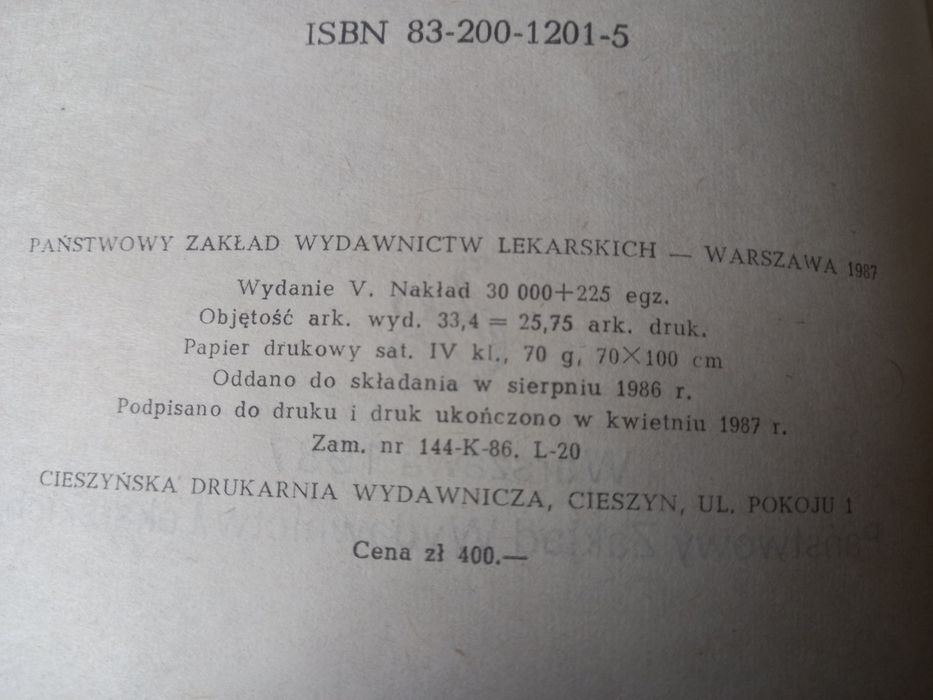 ISBN 83-200-1201-5
PAŃSTWOWY ZAKŁAD WYDAWNICTW LEKARSKICH — WARSZAWA 1987
Wydanie V. Nakład 30 000+225 egz.
Objętość ark. wyd. 33,4 = 25,75 ark. druk.
Papier drukowy sat. IV kl., 70 g, 70×100 cm
Oddano do składania w sierpniu 1986 r.
Podpisano do druku i druk ukończono w kwietniu 1987 r.
Zam. nr 144-K-86. L-20
CIESZYŃSKA DRUKARNIA WYDAWNICZA, CIESZYN, UL. POKOJU 1
Cena zł 400.—